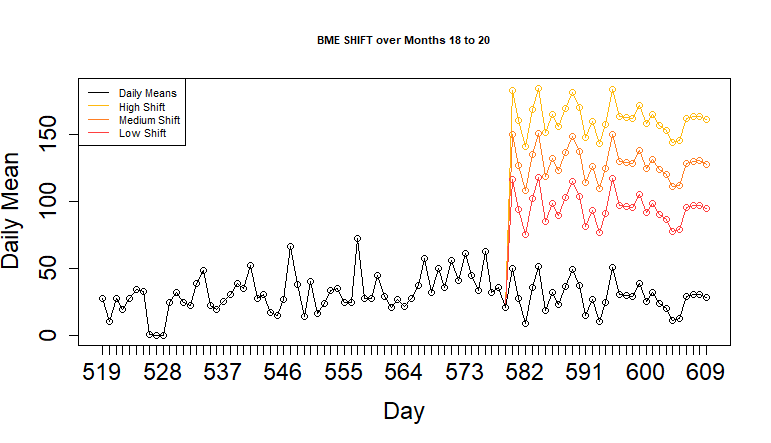 BME SHIFT over Months 18 to 20
Daily Means
High Shift
Medium Shift
Low Shift
Daily Mean
150
100
50
0
519 528 537 546 555 564 573 582 591 600 609
Day